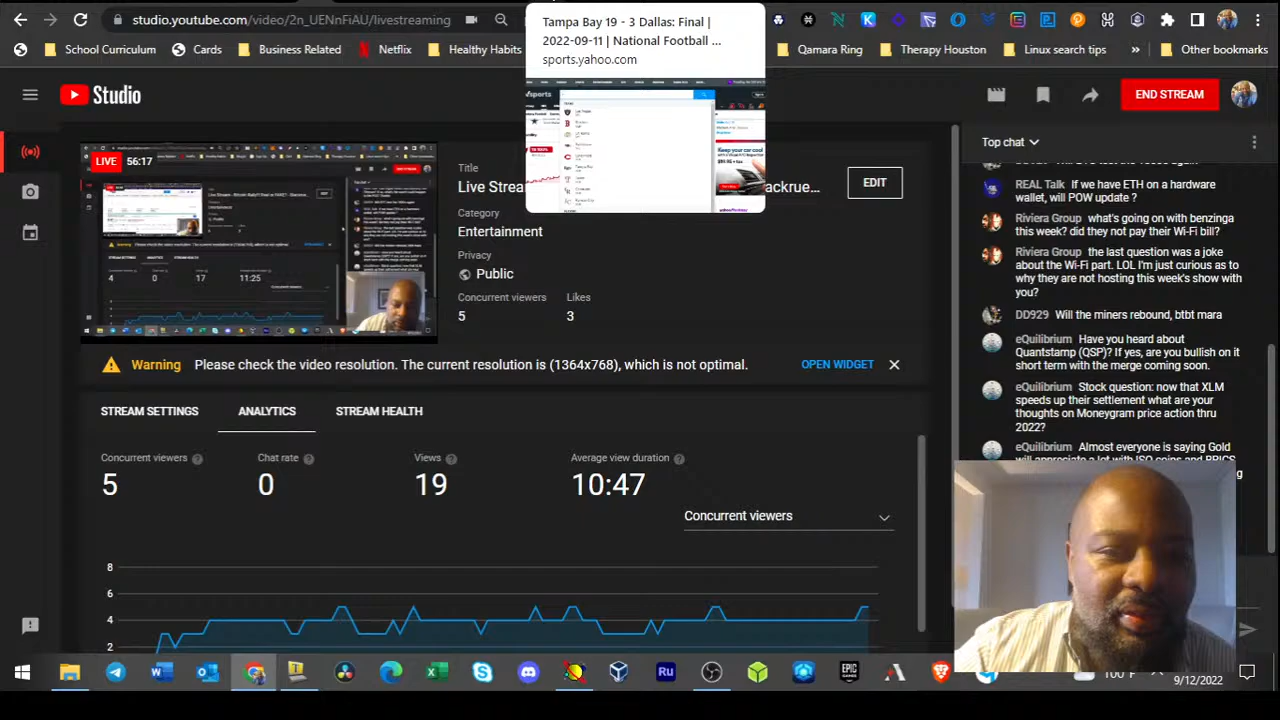 Tampa Bay 19 - 3 Dallas: Final |
2022-09-11 | National Football ...
sports.yahoo.com
studio.youtube.com/video/2n_UENnFiAU/livestreaming
School Curriculum
Cards
Business Related
Netflix
Healthy Habits
Qamara Ring
Therapy Houston
Linux search tips
»
Other bookmarks
Studio
END STREAM
LIVE 56:17
Title
Live Strea
ackrue...
EDIT
Category
Entertainment
Privacy
Public
Concurrent viewers
Likes
5
3
Warning Please check the video resolution. The current resolution is (1364x768), which is not optimal.
OPEN WIDGET
STREAM SETTINGS
ANALYTICS
STREAM HEALTH
Concurrent viewers
Chat rate
Views
Average view duration
5
0
19
10:47
Concurrent viewers
8
6
4
2
Top chat
REAL Talk If we have ETH on hardware
wallet, will POW update?
Riviera Group what's going on with benzinga
this week? did they not pay their Wi-Fi bill?
Riviera Group tpe last question was a joke
about the Wi-Fi part. LOL I'm just curious as to
why they are not hosting this week's show with
you?
DD929 Will the miners rebound, btbt mara
eQuilibrium Have you heard about
Quantstamp (QSP)? If yes, are you bullish on it
short term with the merge coming soon.
eQuilibrium Stock question: now that XLM
speeds up their settlement what are your
thoughts on Moneygram price action thru
2022?
eQuilibrium Almost everyone is saying Gold
will appreciate a lot with ISO coins and BRICS
100°F
9/12/2022